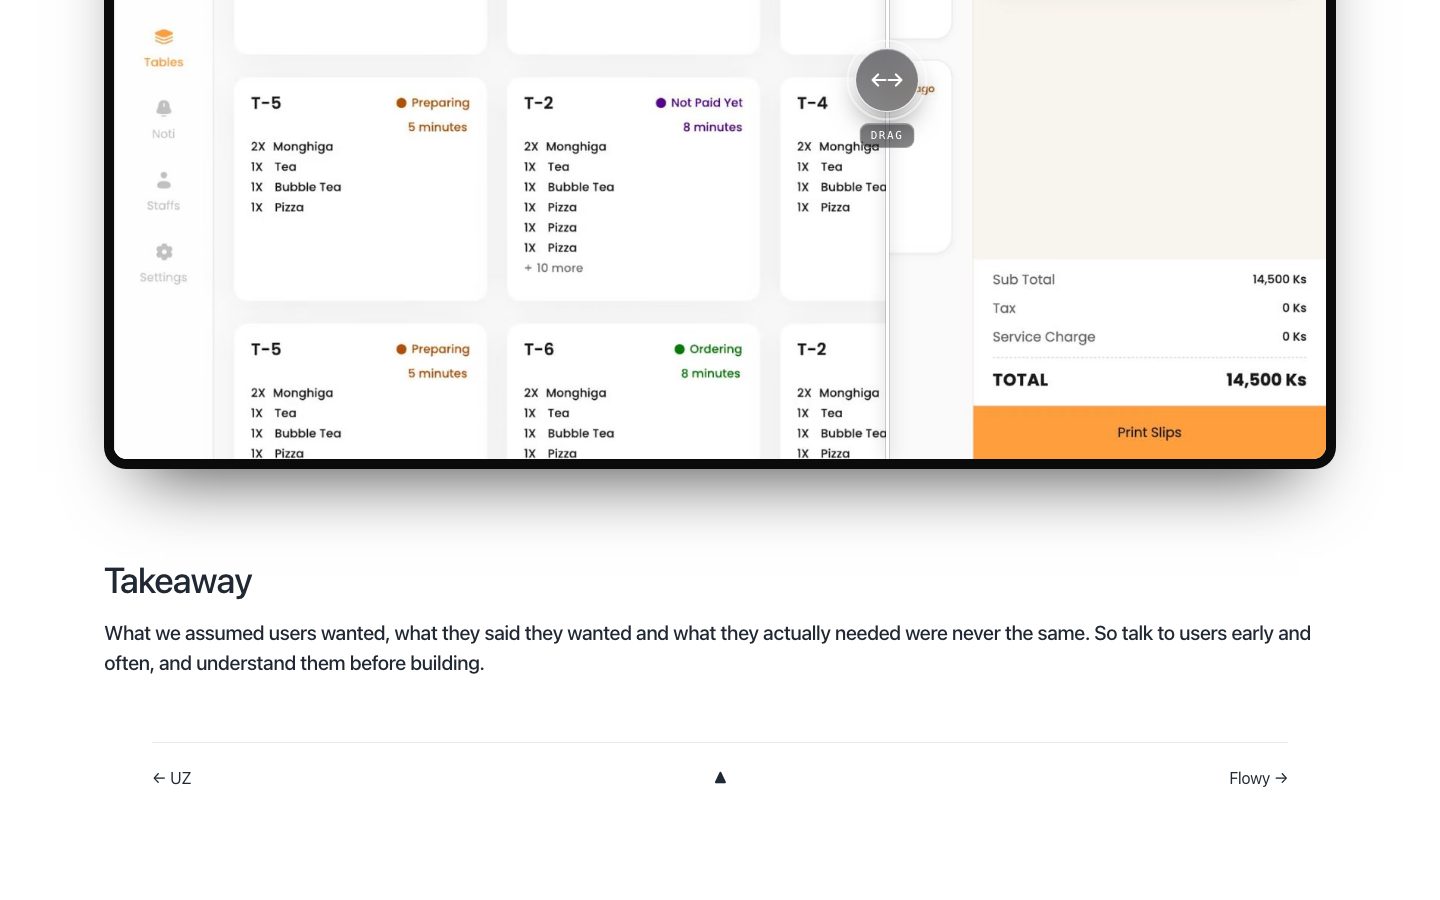 Tables
Noti
Staffs
Settings
T-5
Preparing
5 minutes
2X Monghiga
1X Tea
1X Bubble Tea
1X Pizza
T-2
Not Paid Yet
8 minutes
2X Monghiga
1X Tea
1X Bubble Tea
1X Pizza
1X Pizza
1X Pizza
+ 10 more
T-4
2X Monghiga
1X Tea
1X Bubble Tea
1X Pizza
ago
DRAG
T-5
Preparing
5 minutes
2X Monghiga
1X Tea
1X Bubble Tea
1X Pizza
T-6
Ordering
8 minutes
2X Monghiga
1X Tea
1X Bubble Tea
1X Pizza
T-2
2X Monghiga
1X Tea
1X Bubble Tea
1X Pizza
Sub Total 14,500 Ks
Tax 0 Ks
Service Charge 0 Ks
TOTAL 14,500 Ks
Print Slips
Takeaway
What we assumed users wanted, what they said they wanted and what they actually needed were never the same. So talk to users early and
often, and understand them before building.
← UZ
▲
Flowy →